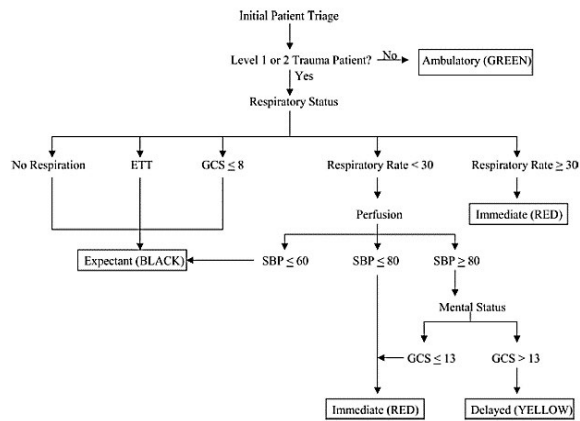 Initial Patient Triage
Level 1 or 2 Trauma Patient?
No
Ambulatory (GREEN)
Yes
Respiratory Status
No Respiration
ETT
GCS ≤ 8
Respiratory Rate < 30
Respiratory Rate ≥ 30
Immediate (RED)
Perfusion
Expectant (BLACK)
SBP ≤ 60
SBP ≤ 80
SBP ≥ 80
Mental Status
GCS ≤ 13
GCS > 13
Immediate (RED)
Delayed (YELLOW)